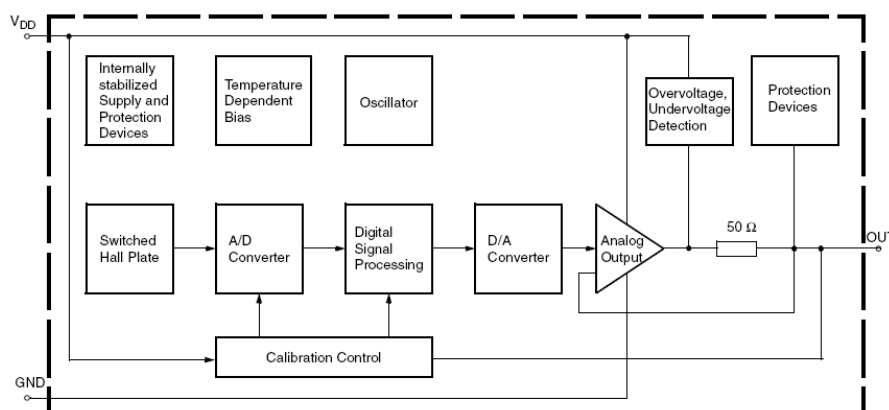 VDD
Internally
stabilized
Supply and
Protection
Devices
Temperature
Dependent
Bias
Oscillator
Overvoltage,
Undervoltage
Detection
Protection
Devices
Switched
Hall Plate
A/D
Converter
Digital
Signal
Processing
D/A
Converter
Analog
Output
50 Ω
OUT
Calibration Control
GND